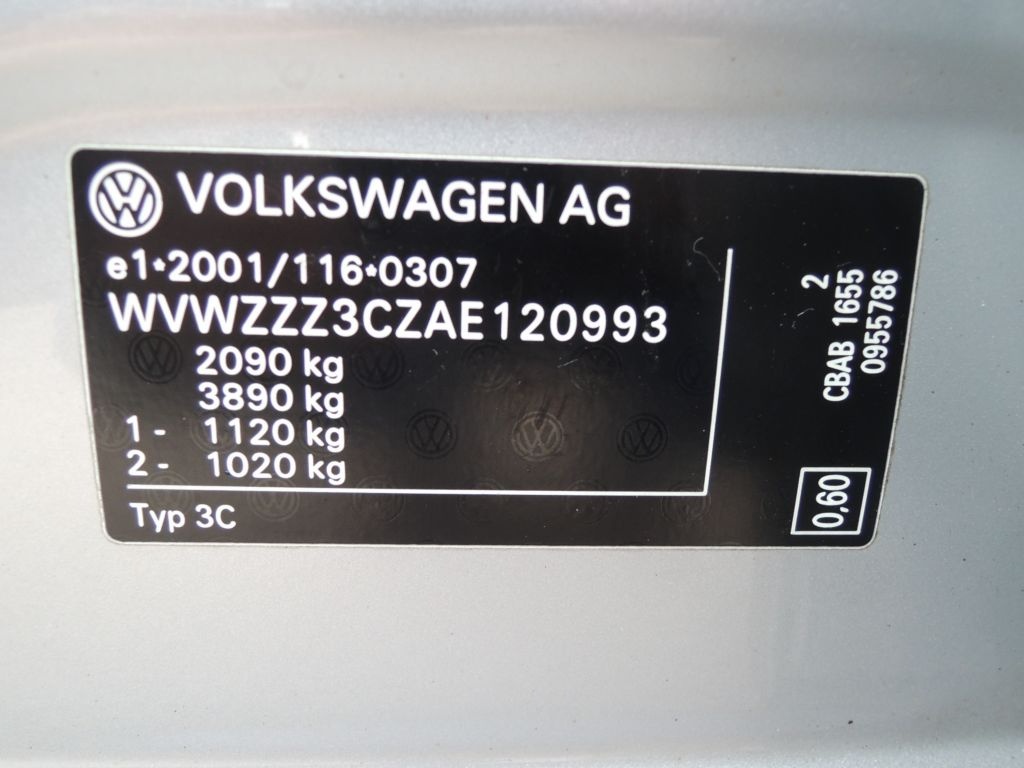 VOLKSWAGEN AG
e1*2001/116*0307
WVWZZZ3CZAE120993
2090 kg
3890 kg
1- 1120 kg
2- 1020 kg
Typ 3C
2
CBAB 1655
0955786
0,60